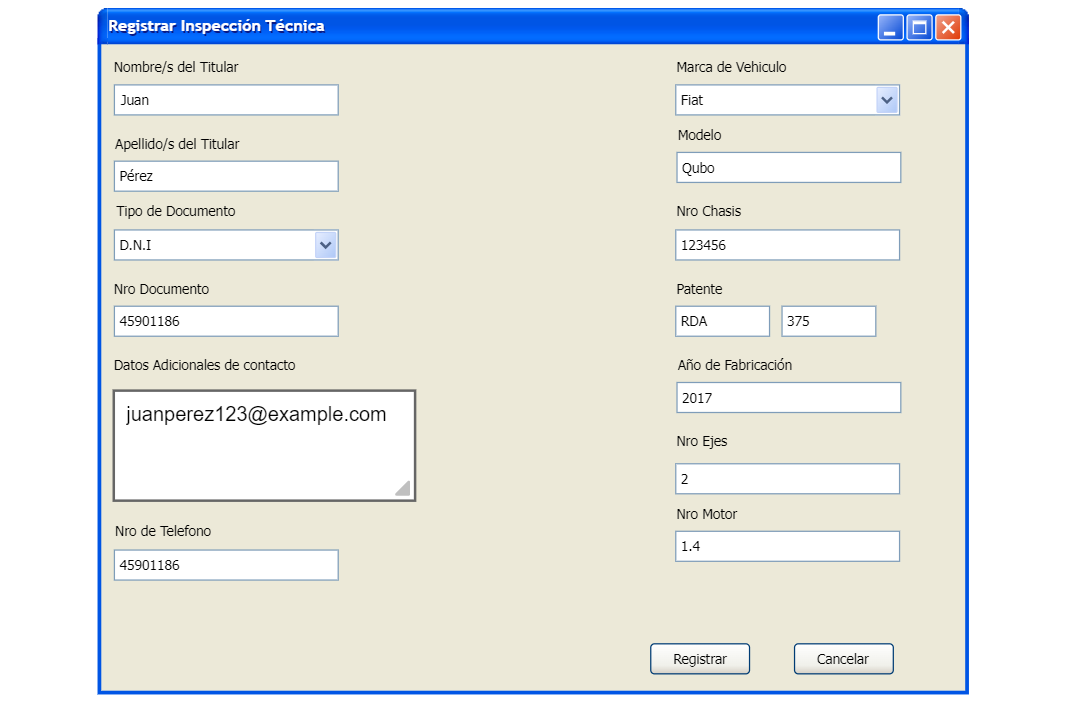 Registrar Inspección Técnica
Nombre/s del Titular
Juan
Apellido/s del Titular
Pérez
Tipo de Documento
D.N.I
Nro Documento
45901186
Datos Adicionales de contacto
juanperez123@example.com
Nro de Telefono
45901186
Marca de Vehiculo
Fiat
Modelo
Qubo
Nro Chasis
123456
Patente
RDA 375
Año de Fabricación
2017
Nro Ejes
2
Nro Motor
1.4
Registrar Cancelar